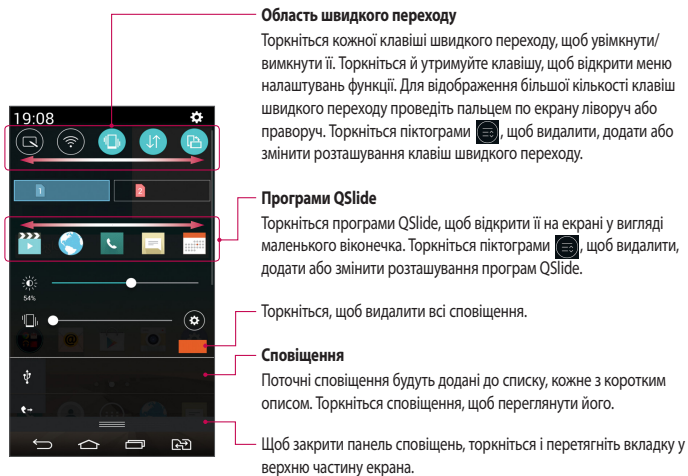 Область швидкого переходу
Торкніться кожної клавіші швидкого переходу, щоб увімкнути/
вимкнути її. Торкніться й утримуйте клавішу, щоб відкрити меню
налаштувань функції. Для відображення більшої кількості клавіш
швидкого переходу проведіть пальцем по екрану ліворуч або
праворуч. Торкніться піктограми , щоб видалити, додати або
змінити розташування клавіш швидкого переходу.
19:08
1
2
Програми QSlide
Торкніться програми QSlide, щоб відкрити її на екрані у вигляді
маленького віконечка. Торкніться піктограми , щоб видалити,
додати або змінити розташування програм QSlide.
54%
Торкніться, щоб видалити всі сповіщення.
Сповіщення
Поточні сповіщення будуть додані до списку, кожне з коротким
описом. Торкніться сповіщення, щоб переглянути його.
Щоб закрити панель сповіщень, торкніться і перетягніть вкладку у
верхню частину екрана.